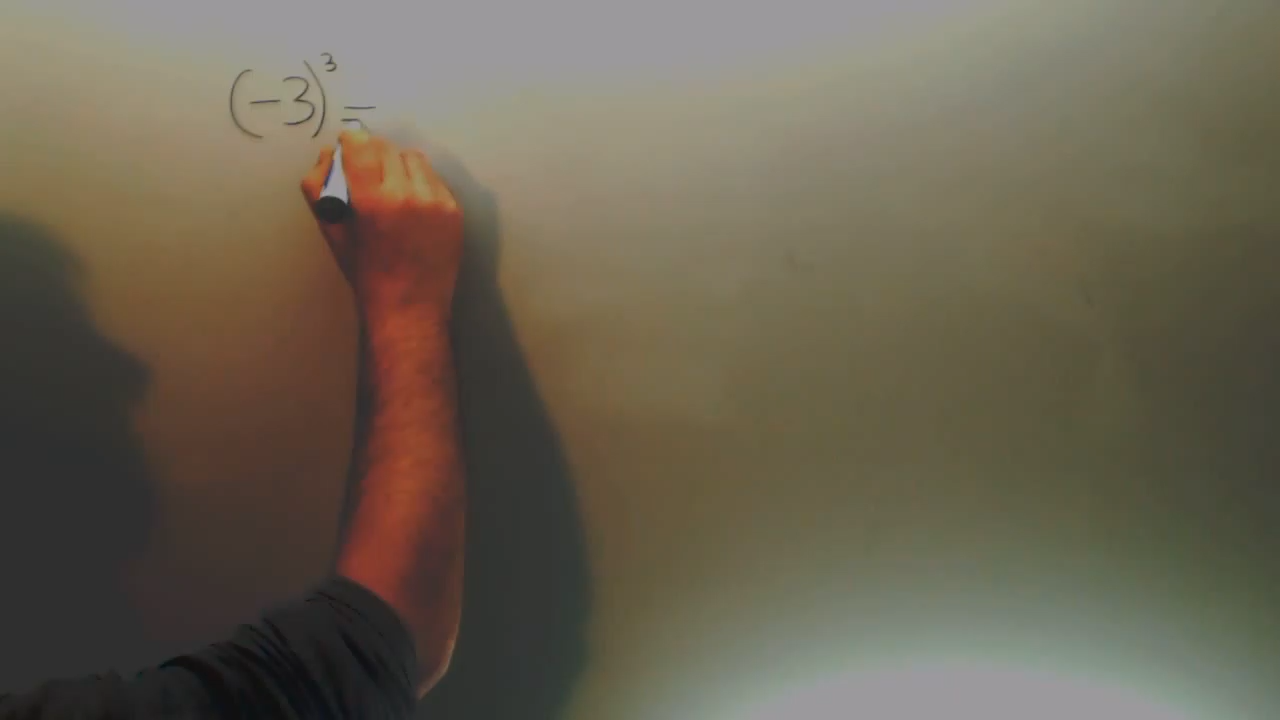 (-3)³ =